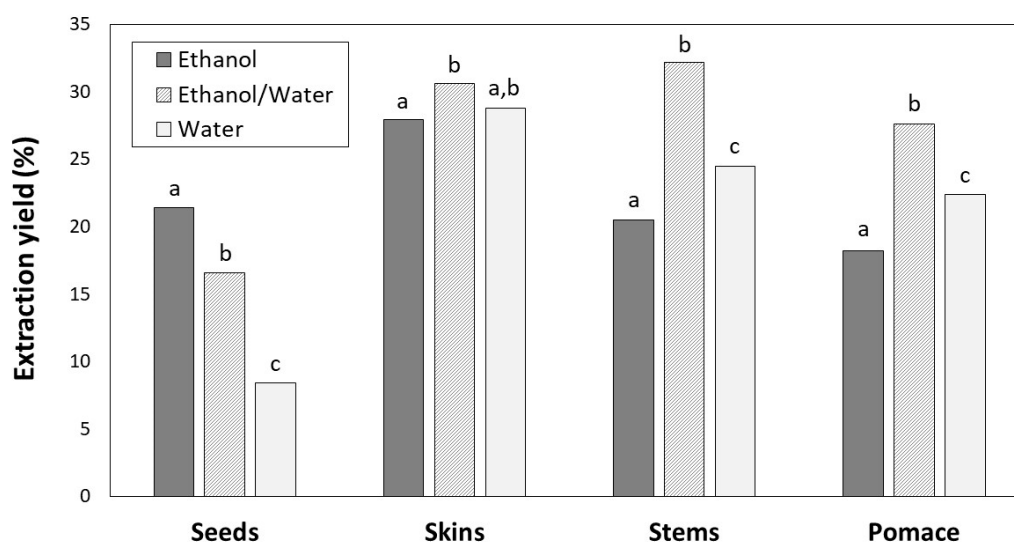 35
30
25
20
15
10
5
0
Extraction yield (%)
Ethanol
Ethanol/Water
Water
a
b
c
a
b
a,b
a
b
c
a
b
c
Seeds
Skins
Stems
Pomace